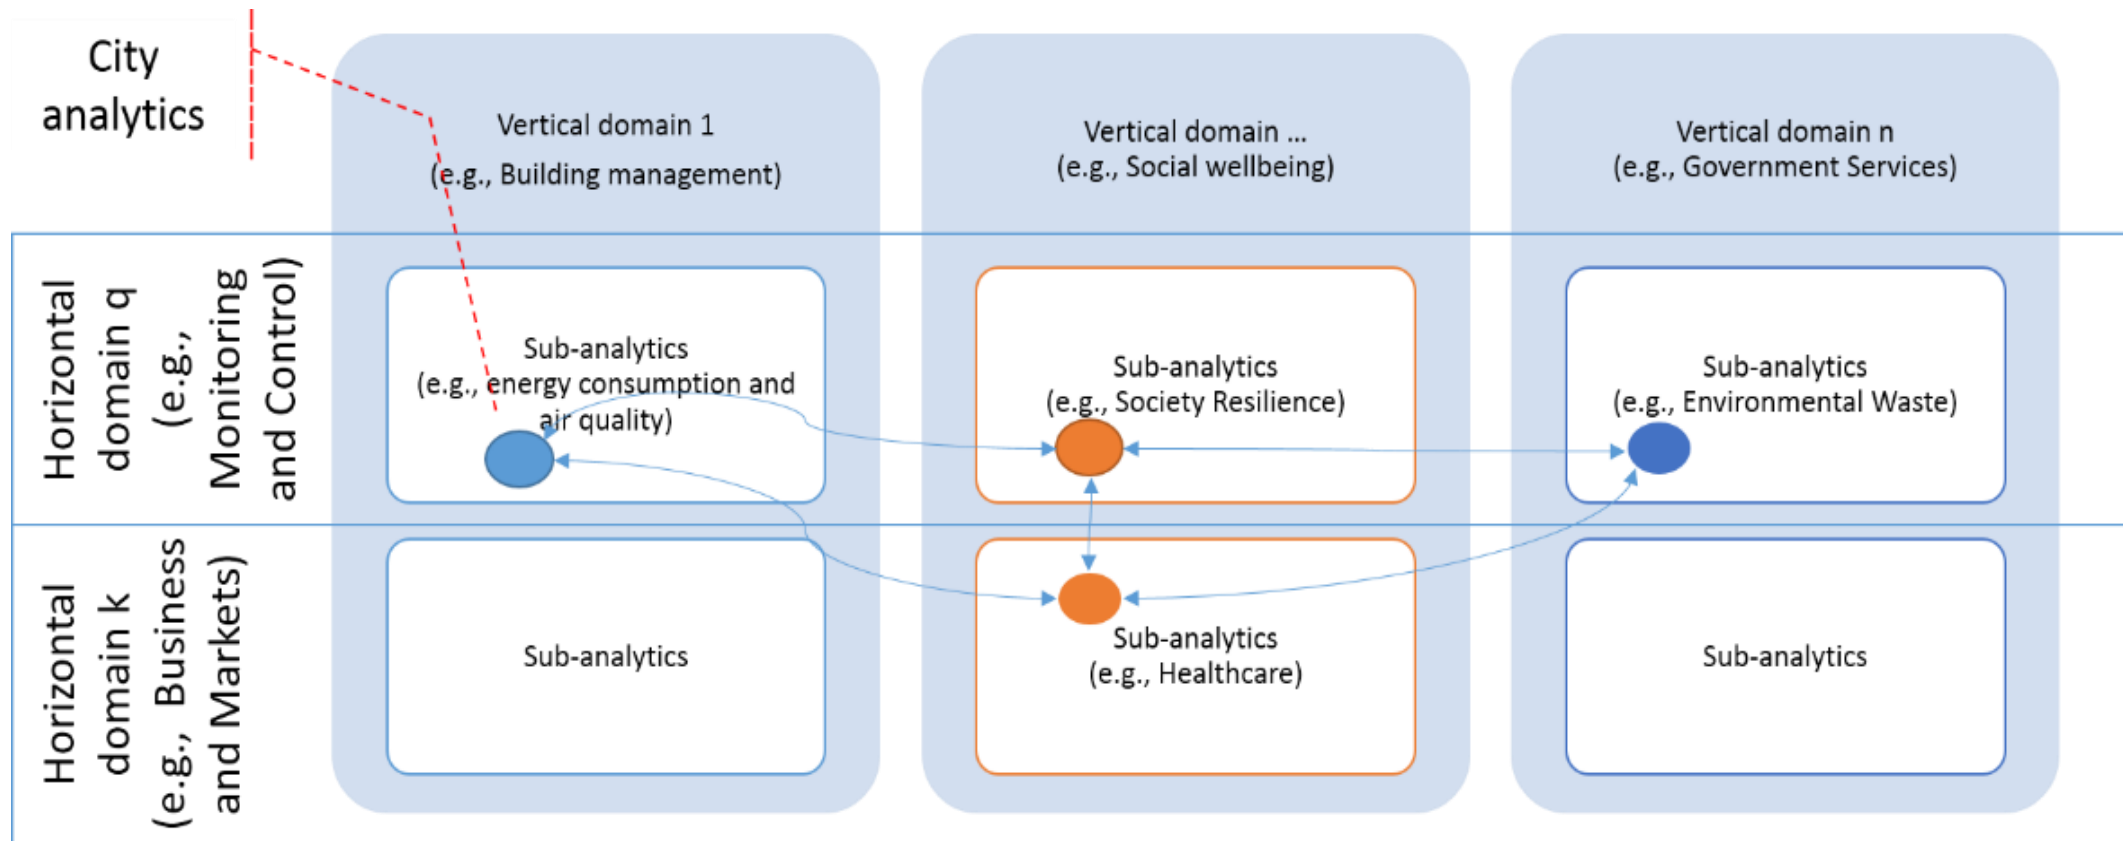 City
analytics
Vertical domain 1
(e.g., Building management)
Vertical domain ...
(e.g., Social wellbeing)
Vertical domain n
(e.g., Government Services)
Horizontal
domain q
(e.g.,
Monitoring
and Control)
Sub-analytics
(e.g., energy consumption and
air quality)
Sub-analytics
(e.g., Society Resilience)
Sub-analytics
(e.g., Environmental Waste)
Horizontal
domain k
(e.g., Business
and Markets)
Sub-analytics
Sub-analytics
(e.g., Healthcare)
Sub-analytics